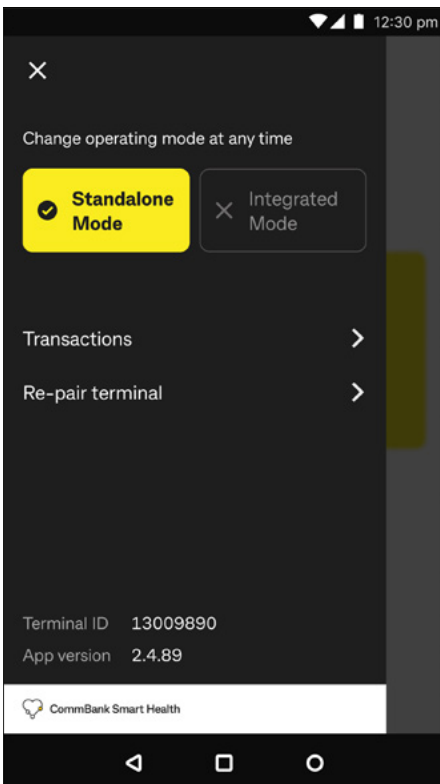 12:30 pm
Change operating mode at any time
Standalone
Mode
Integrated
Mode
Transactions
Re-pair terminal
Terminal ID 13009890
App version 2.4.89
CommBank Smart Health